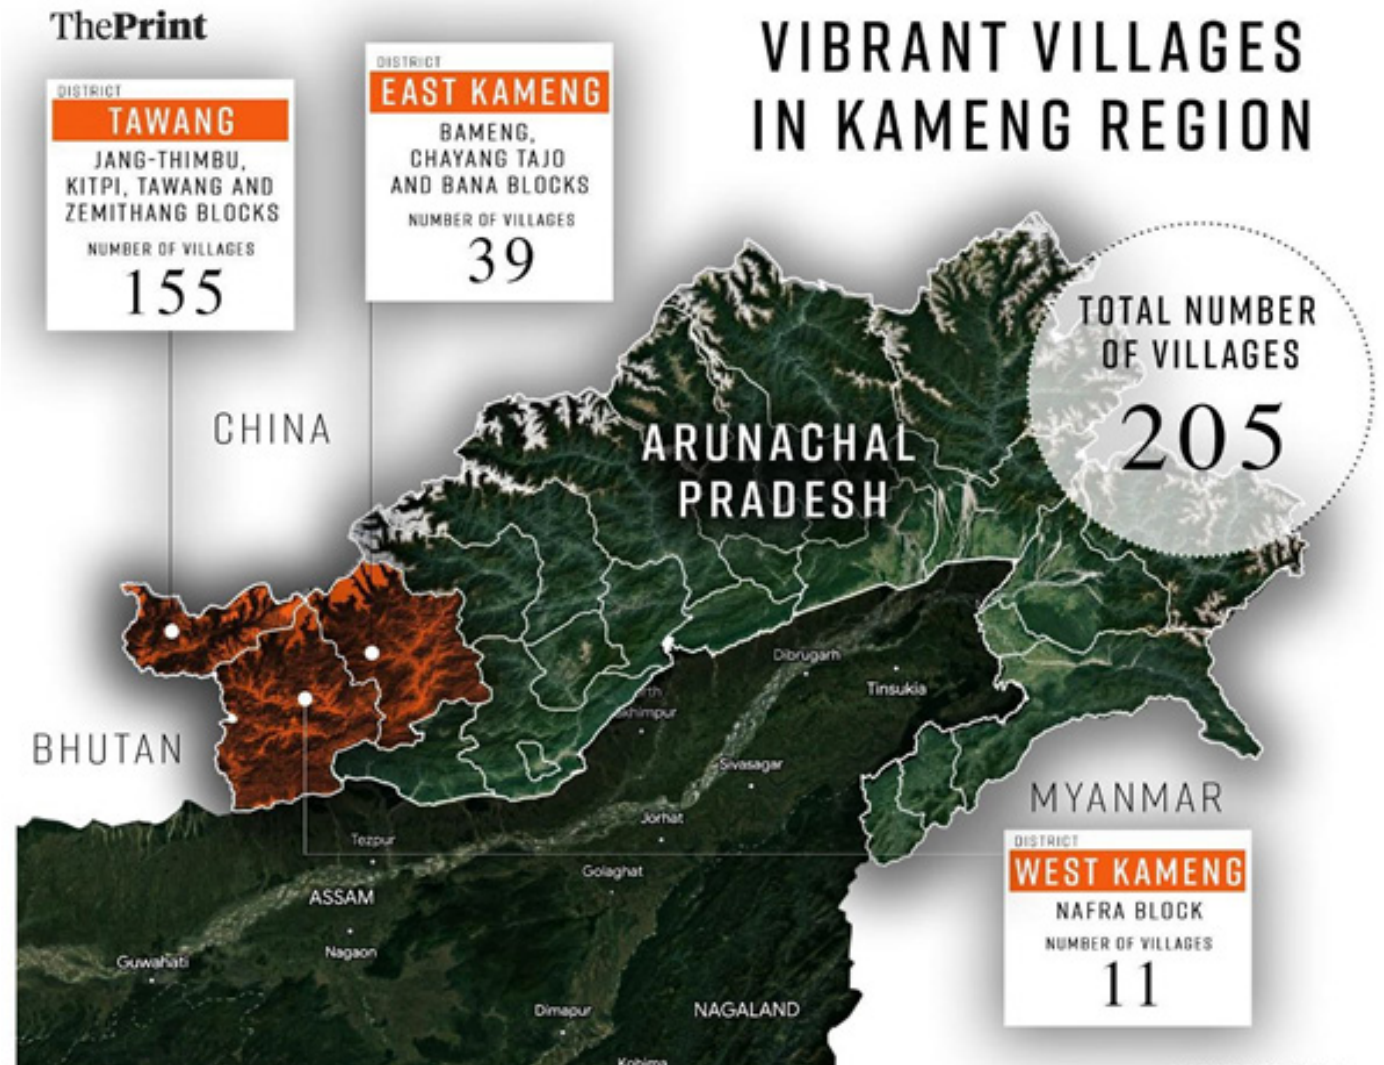 ThePrint
VIBRANT VILLAGES
IN KAMENG REGION
DISTRICT
TAWANG
JANG-THIMBU,
KITPI, TAWANG AND
ZEMITHANG BLOCKS
NUMBER OF VILLAGES
155
DISTRICT
EAST KAMENG
BAMENG,
CHAYANG TAJO
AND BANA BLOCKS
NUMBER OF VILLAGES
39
TOTAL NUMBER
OF VILLAGES
205
CHINA
ARUNACHAL
PRADESH
BHUTAN
Dibrugarh
Tinsukia
Sivasagar
MYANMAR
Jorhat
Tezpur
Golaghat
ASSAM
Nagaon
Guwahati
Dimapur
NAGALAND
DISTRICT
WEST KAMENG
NAFRA BLOCK
NUMBER OF VILLAGES
11